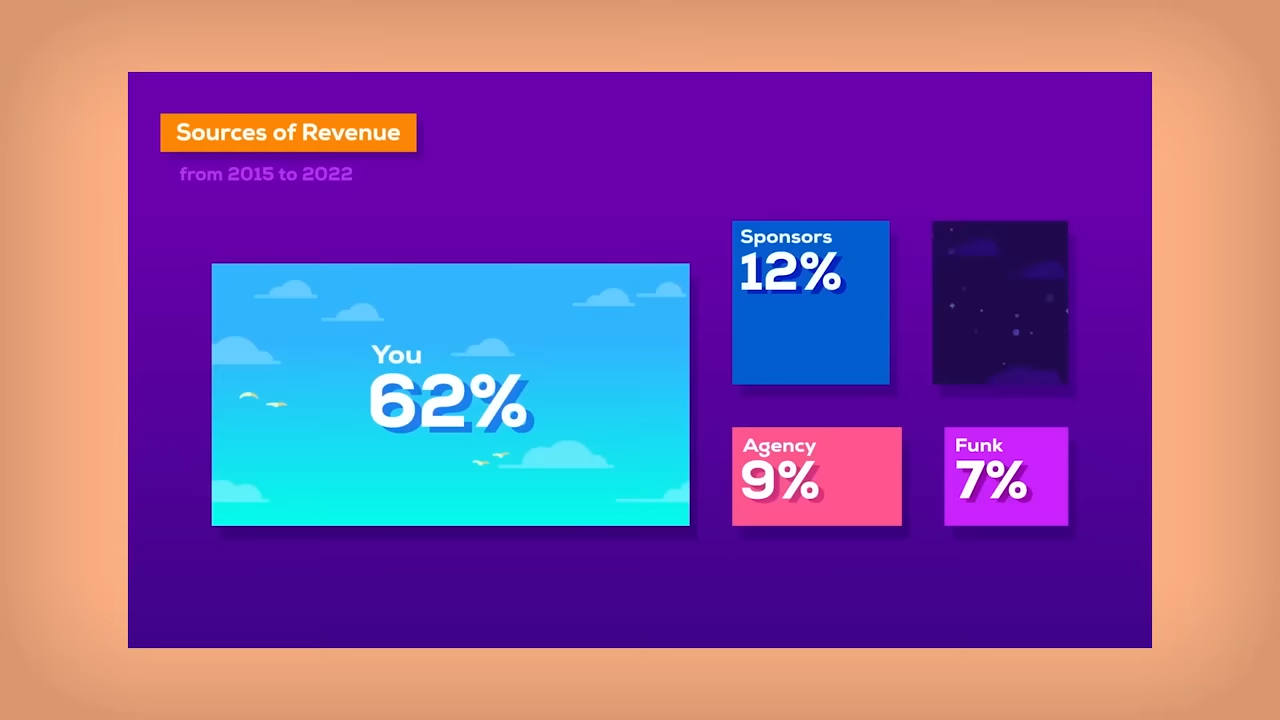 Sources of Revenue
from 2015 to 2022
You
62%
Sponsors
12%
Agency
9%
Funk
7%